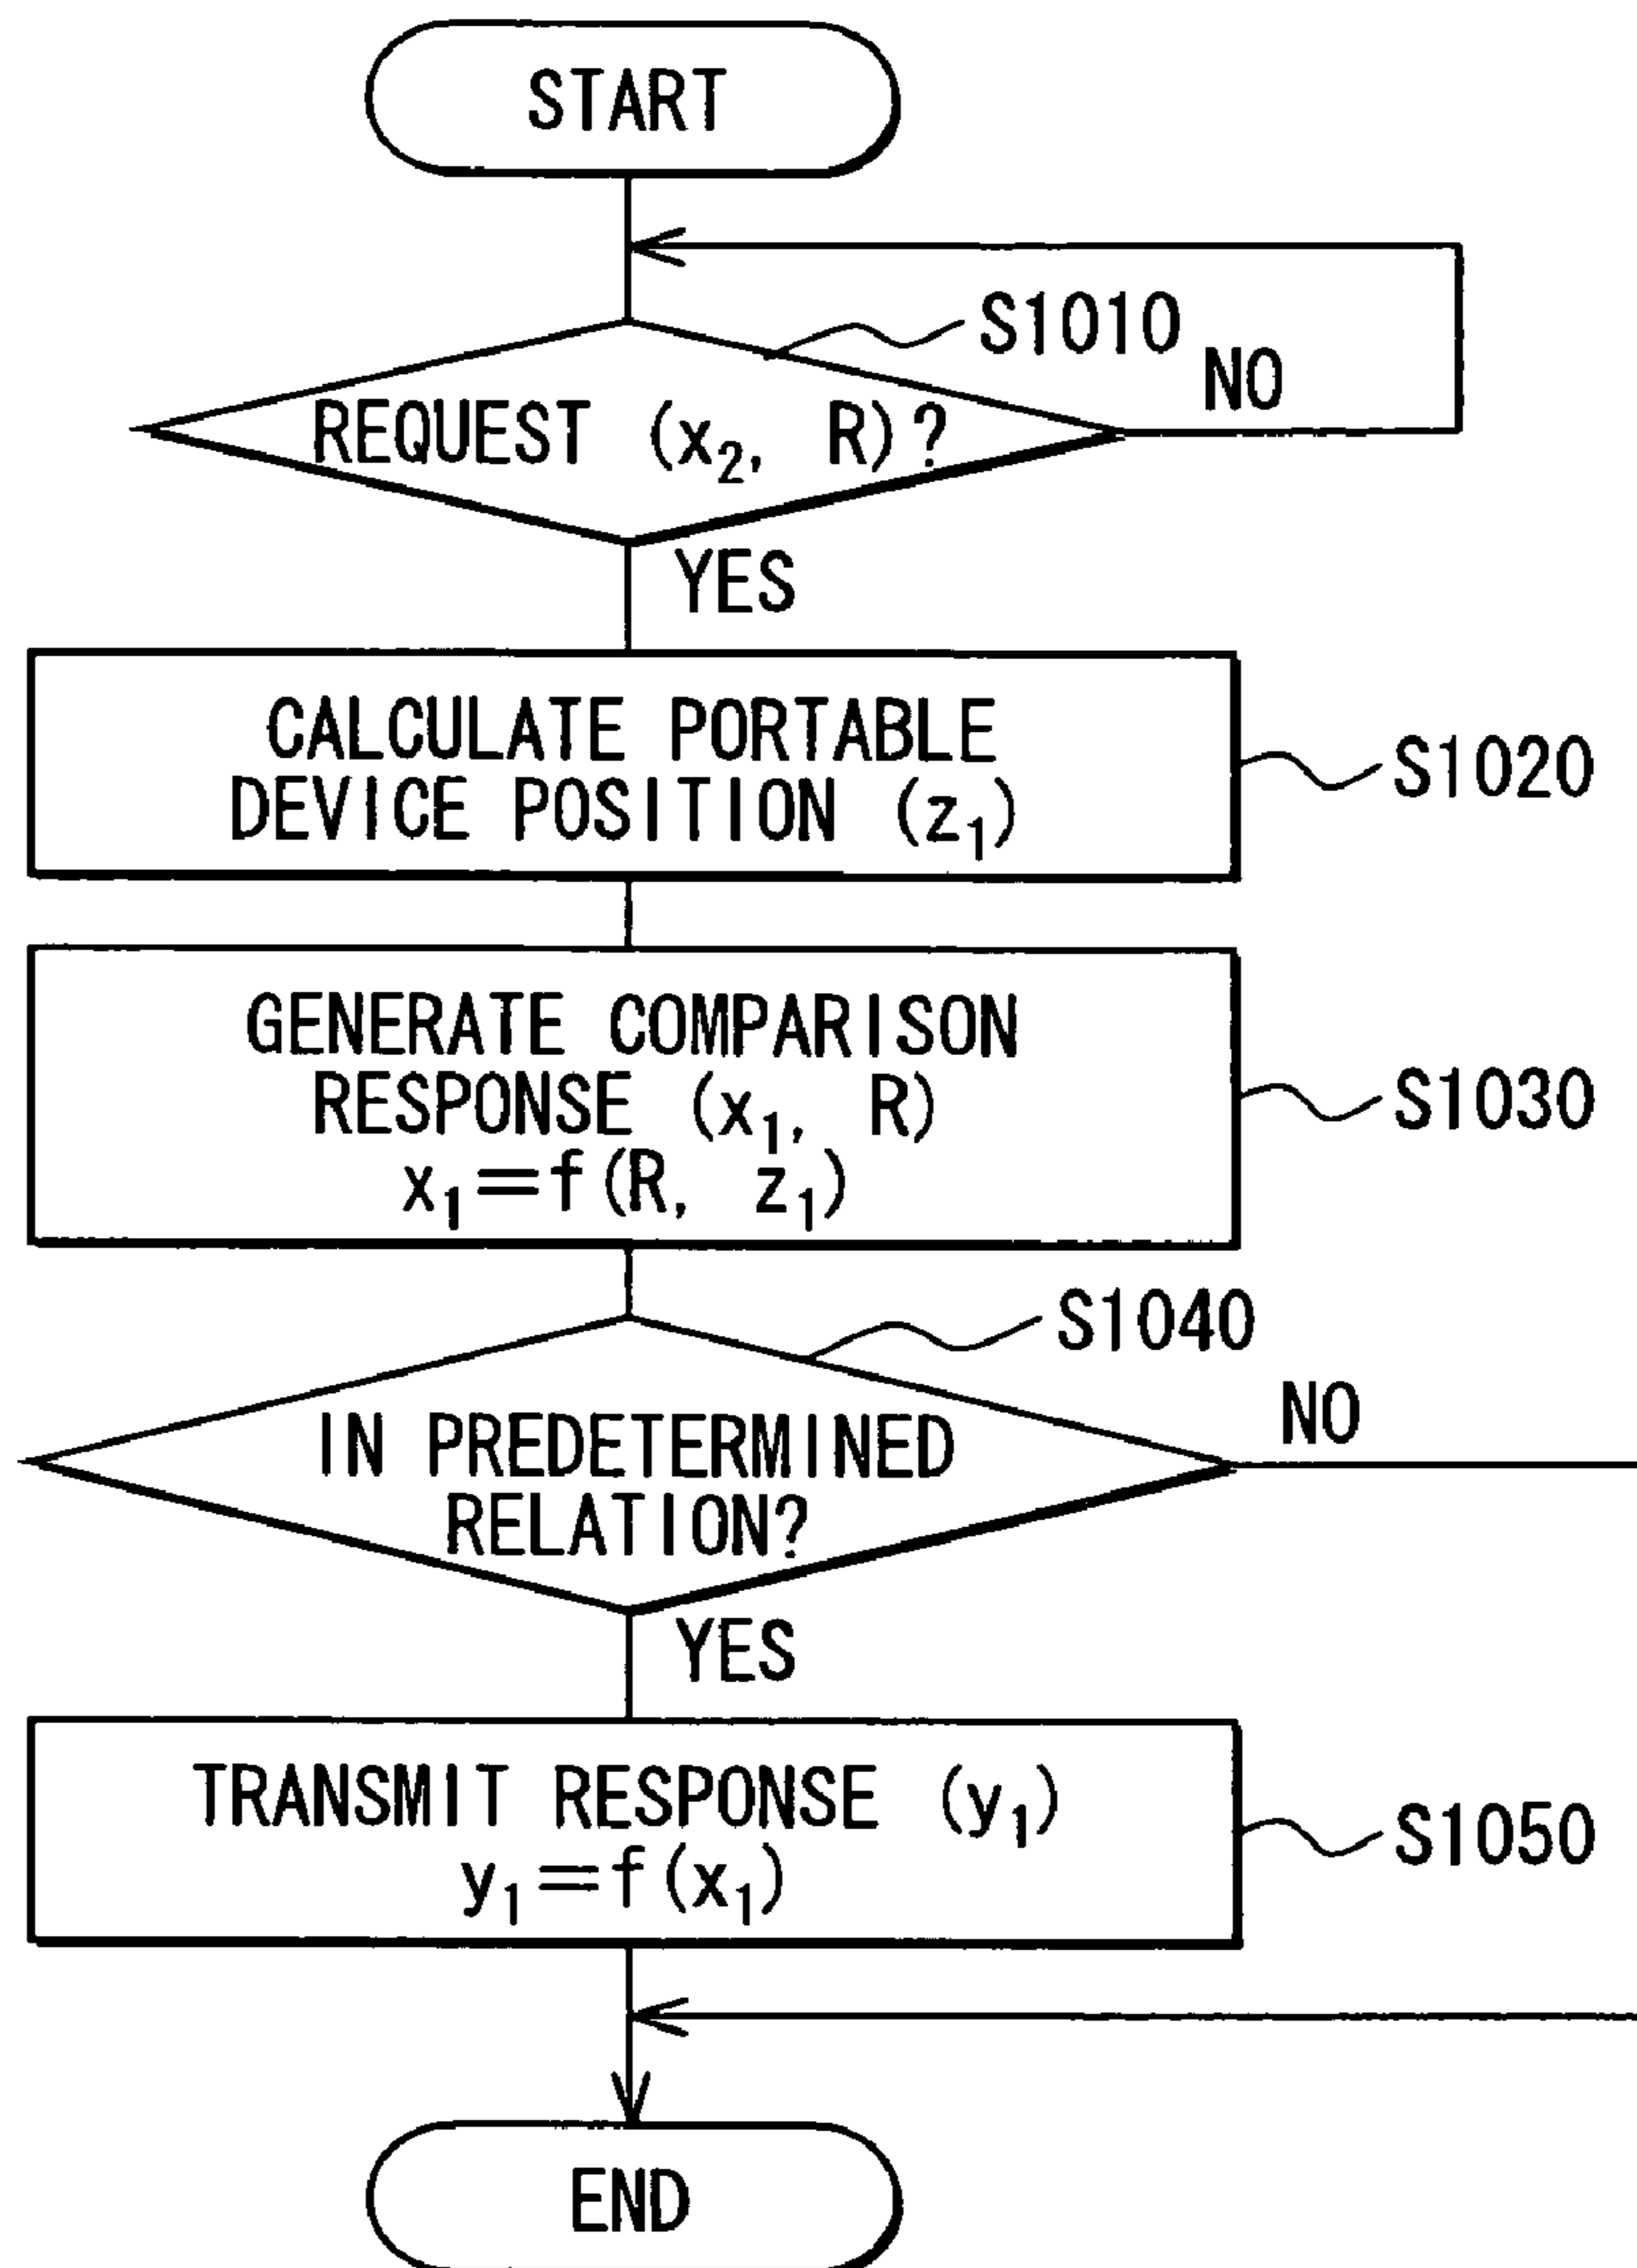 START
S1010
NO
REQUEST (x₂, R)?
YES
CALCULATE PORTABLE
DEVICE POSITION (z₁)
S1020
GENERATE COMPARISON
RESPONSE (x₁, R)
x₁=f(R, z₁)
S1030
S1040
NO
IN PREDETERMINED
RELATION?
YES
TRANSMIT RESPONSE (y₁)
y₁=f(x₁)
S1050
END